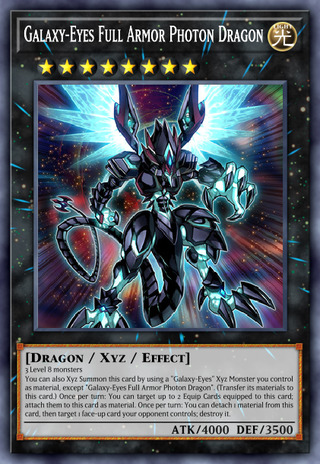 Galaxy-Eyes Full Armor Photon Dragon
LIGHT
光
[Dragon / Xyz / Effect]
3 Level 8 monsters
You can also Xyz Summon this card by using a "Galaxy-Eyes" Xyz Monster you control
as material, except "Galaxy-Eyes Full Armor Photon Dragon". (Transfer its materials to
this card.) Once per turn: You can target up to 2 Equip Cards equipped to this card;
attach them to this card as material. Once per turn: You can detach 1 material from this
card, then target 1 face-up card your opponent controls; destroy it.
ATK/4000 DEF/3500